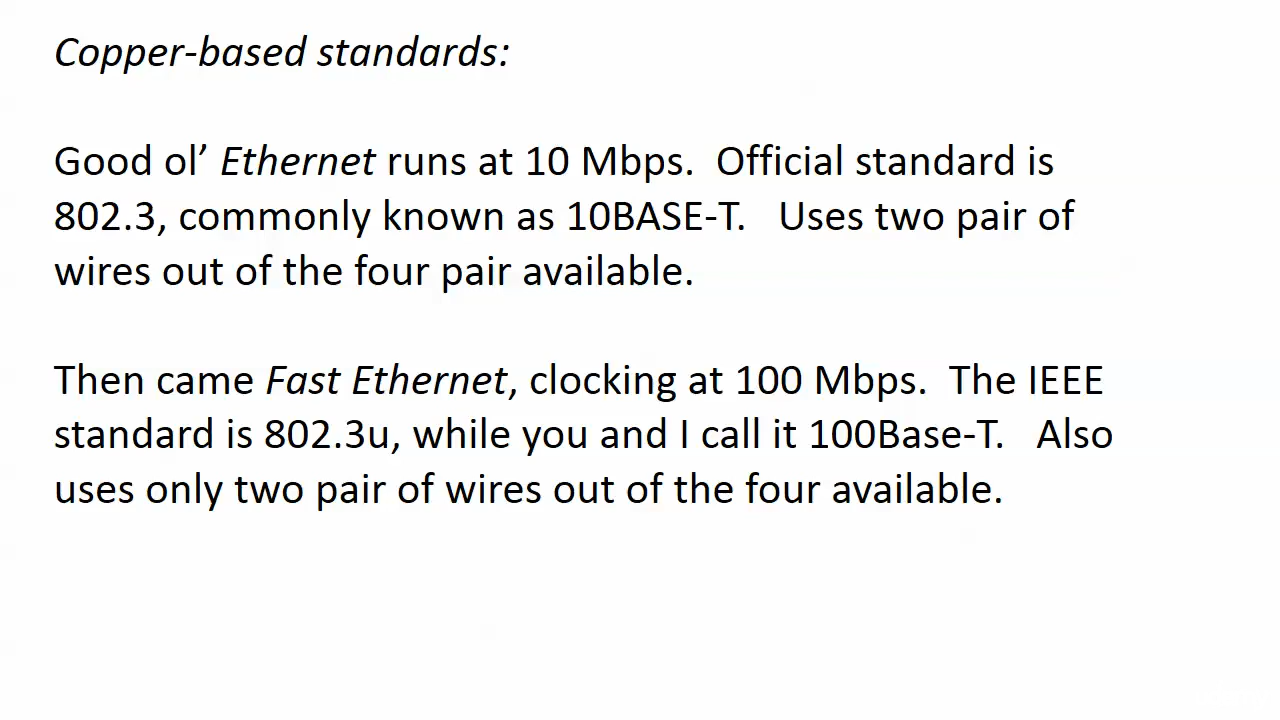 Copper-based standards:
Good ol’ Ethernet runs at 10 Mbps.  Official standard is
802.3, commonly known as 10BASE-T.   Uses two pair of
wires out of the four pair available.
Then came Fast Ethernet, clocking at 100 Mbps.  The IEEE
standard is 802.3u, while you and I call it 100Base-T.   Also
uses only two pair of wires out of the four available.